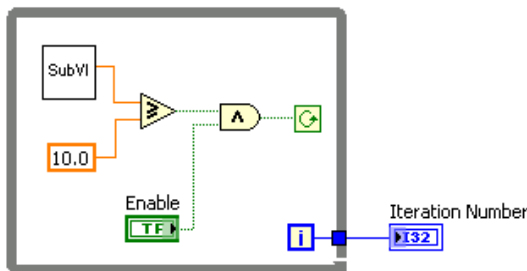 SubVI
≥
∧
10.0
Enable
TF
i
Iteration Number
I32